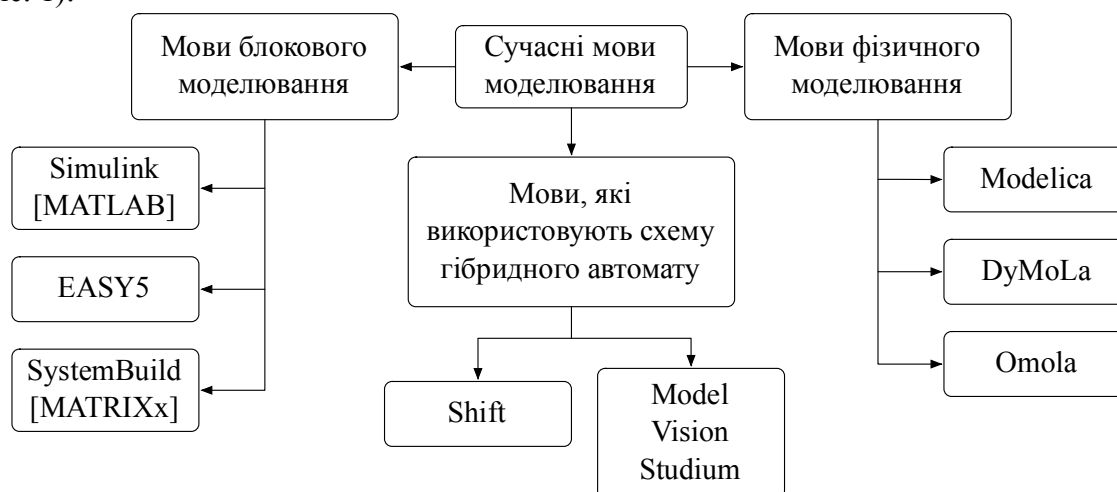 Мови блокового
моделювання
Сучасні мови
моделювання
Мови фізичного
моделювання
Simulink
[MATLAB]
EASY5
SystemBuild
[MATRIXx]
Мови, які
використовують схему
гібридного автомату
Shift
Model
Vision
Studium
Modelica
DyMoLa
Omola